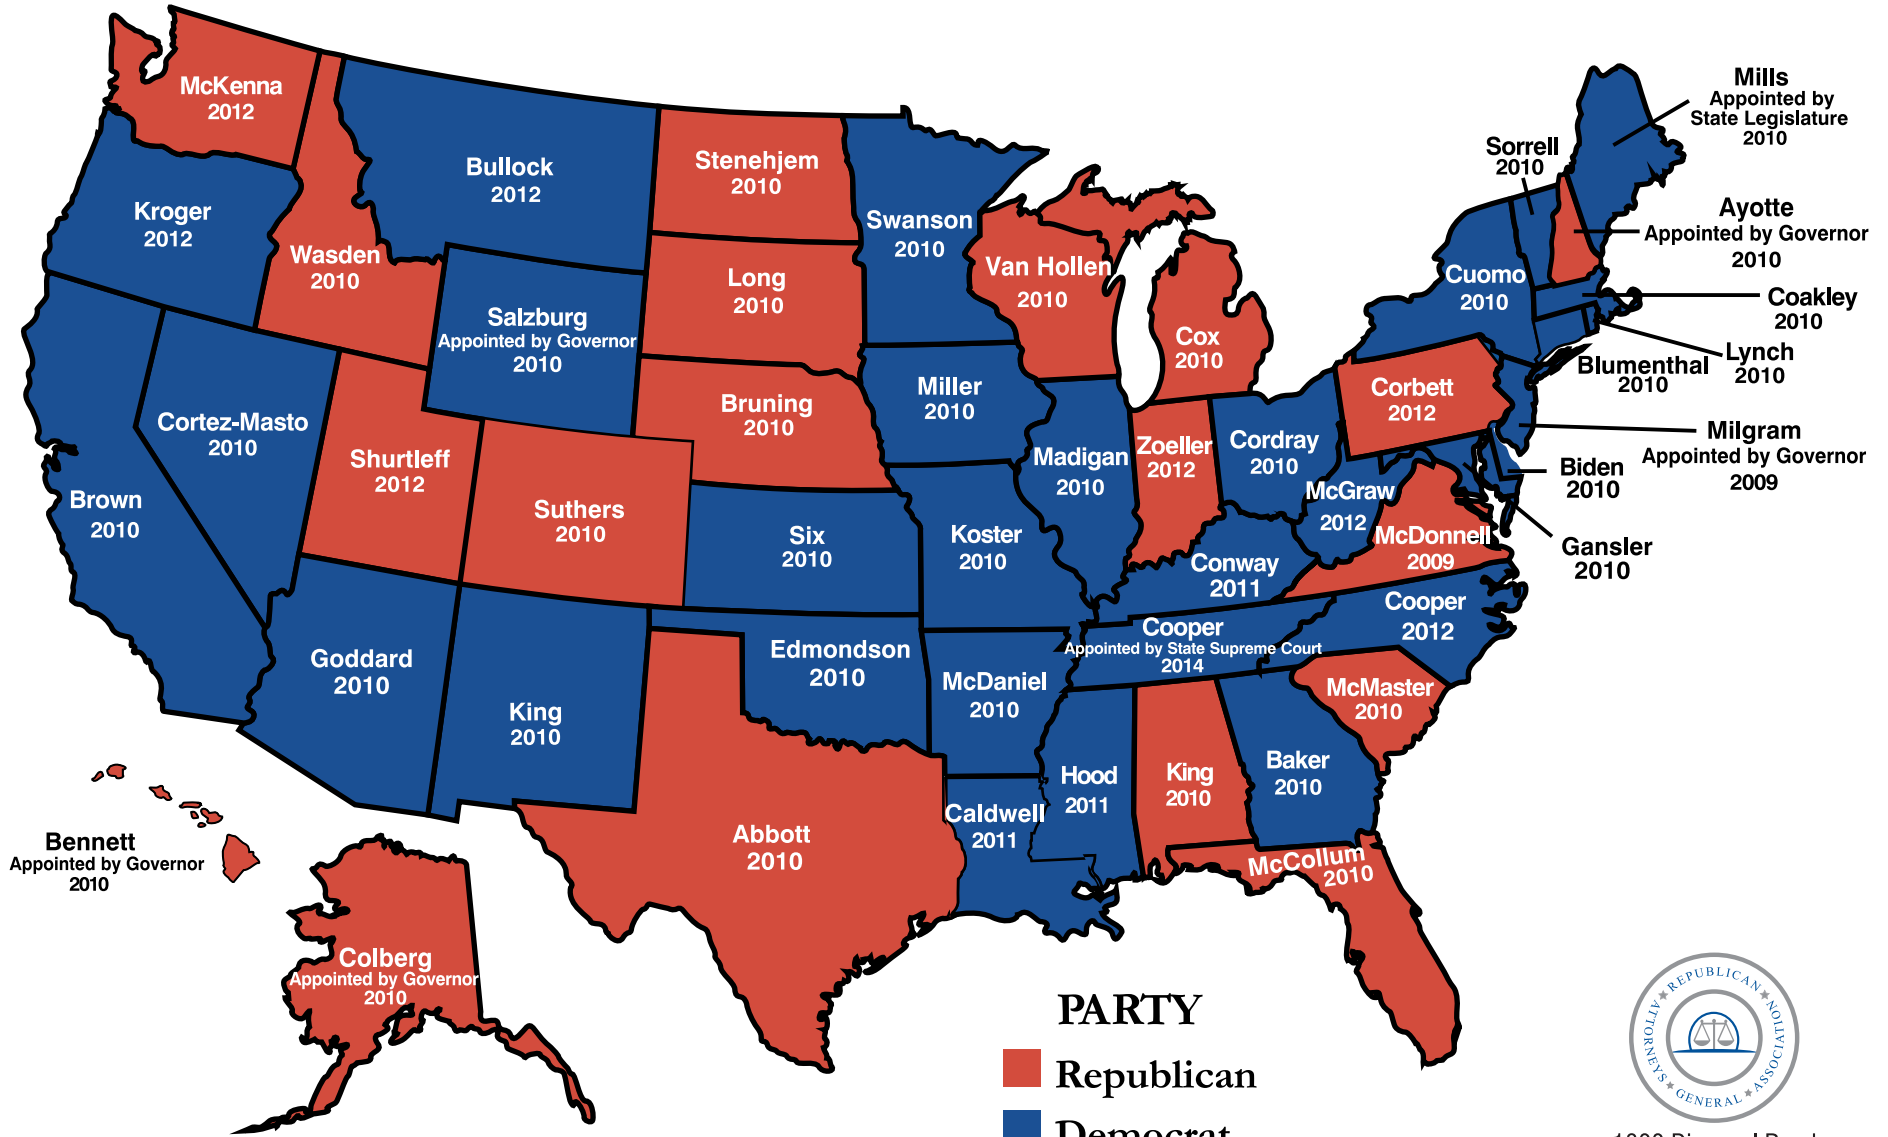 McKenna
2012
Kroger
2012
Wasden
2010
Bullock
2012
Stenehjem
2010
Swanson
2010
Long
2010
Van Hollen
2010
Salzburg
Appointed by Governor
2010
Cox
2010
Miller
2010
Bruning
2010
Cortez-Masto
2010
Shurtleff
2012
Brown
2010
Suthers
2010
Six
2010
Koster
2010
Madigan
2010
Zoeller
2012
Cordray
2010
McGraw
2012
Corbett
2012
Cuomo
2010
Sorrell
2010
Mills
Appointed by
State Legislature
2010
Ayotte
Appointed by Governor
2010
Coakley
2010
Lynch
2010
Blumenthal
2010
Milgram
Appointed by Governor
2009
Biden
2010
Gansler
2010
McDonnell
2009
Conway
2011
Cooper
2012
Cooper
Appointed by State Supreme Court
2014
Goddard
2010
King
2010
Edmondson
2010
McDaniel
2010
McMaster
2010
Hood
2011
King
2010
Baker
2010
Caldwell
2011
Abbott
2010
McCollum
2010
Bennett
Appointed by Governor
2010
Colberg
Appointed by Governor
2010
PARTY
Republican
Democrat
REPUBLICAN ATTORNEYS GENERAL ASSOCIATION